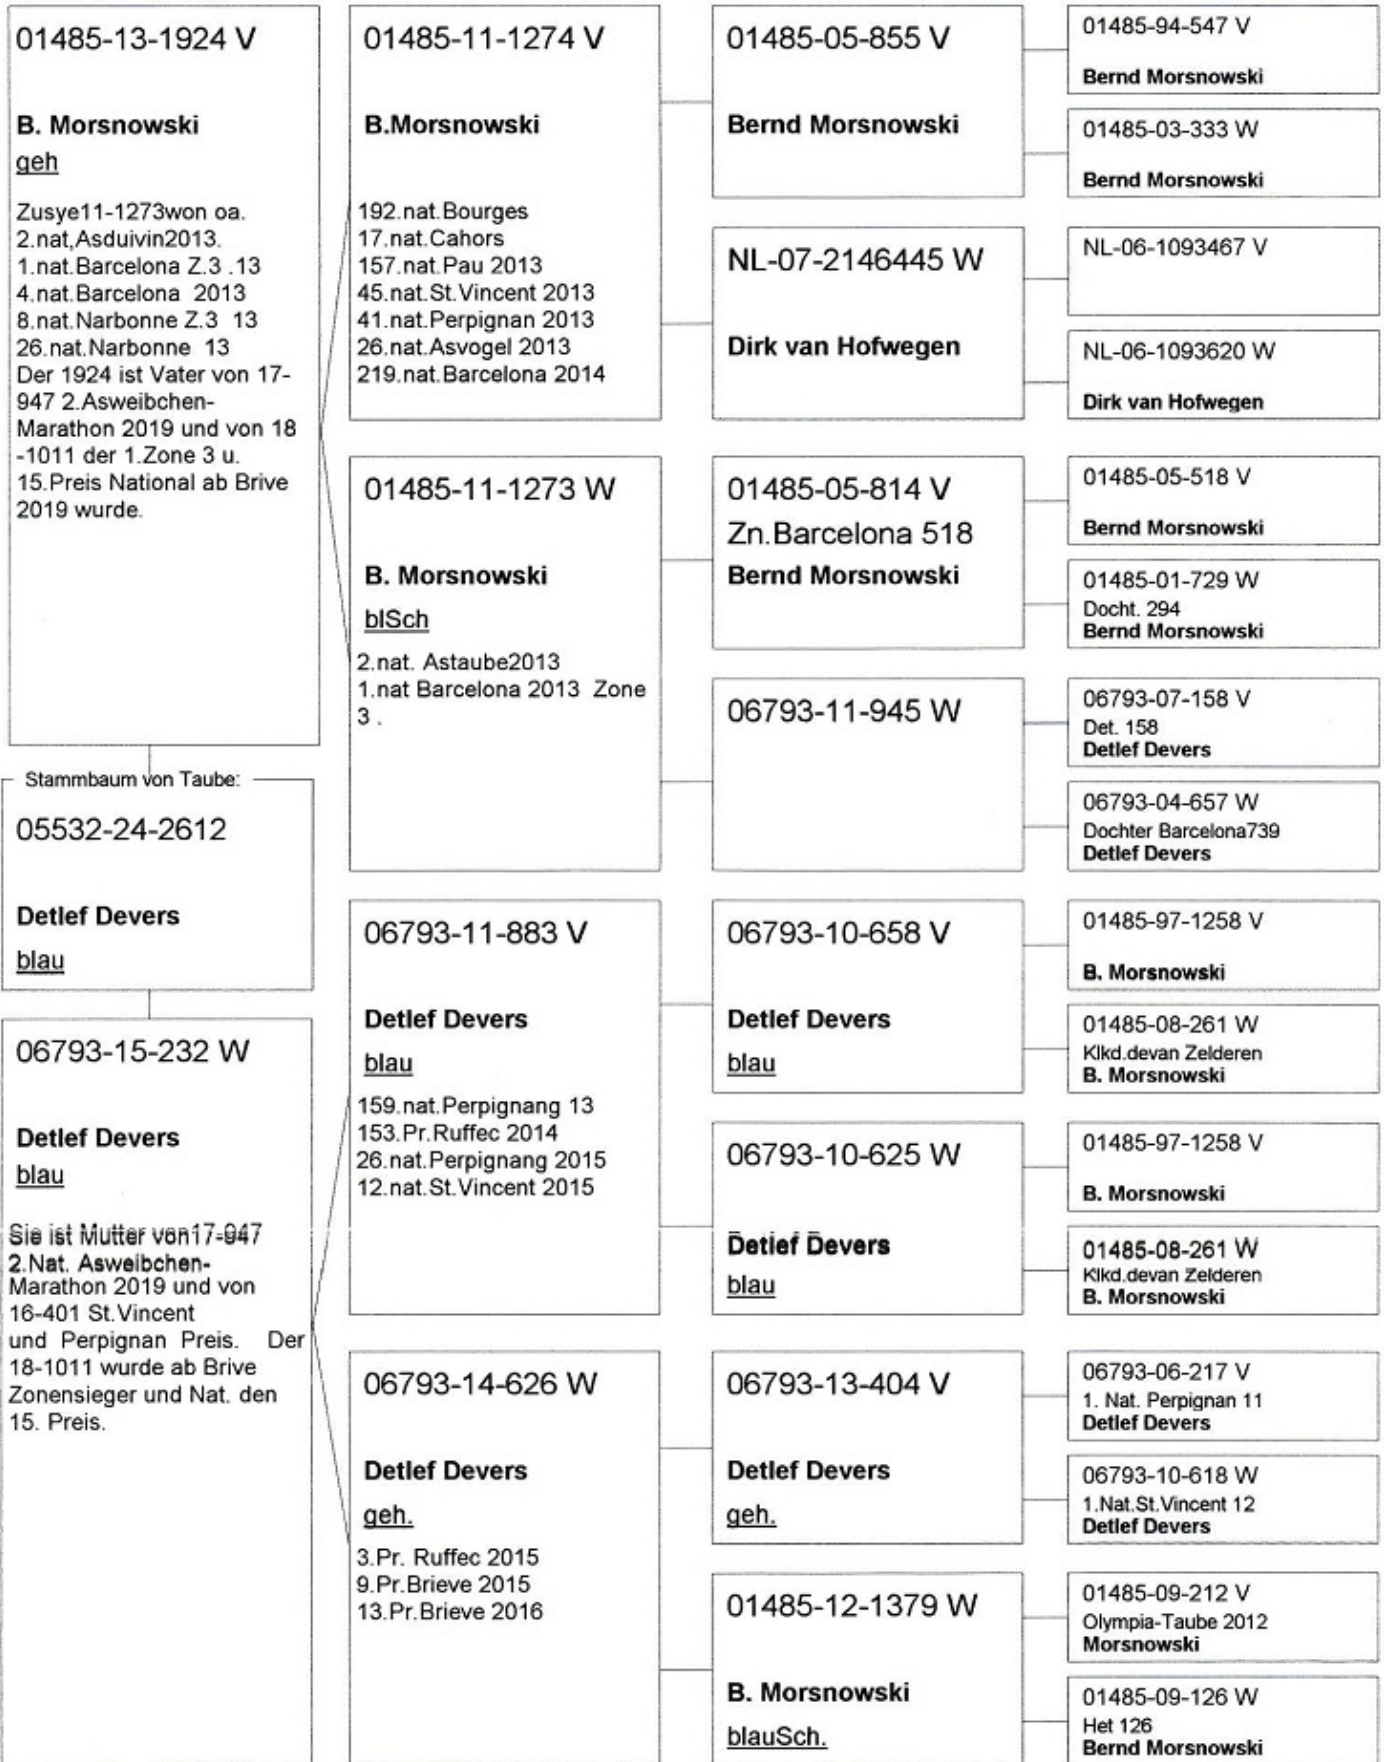 01485-13-1924 V
B. Morsnowski
geh
Zusye11-1273won oa.
2.nat,Asduivin2013.
1.nat.Barcelona Z.3 .13
4.nat.Barcelona 2013
8.nat.Narbonne Z.3 13
26.nat.Narbonne 13
Der 1924 ist Vater von 17-
947 2.Asweibchen-
Marathon 2019 und von 18
-1011 der 1.Zone 3 u.
15.Preis National ab Brive
2019 wurde.
Stammbaum von Taube:
05532-24-2612
Detlef Devers
blau
06793-15-232 W
Detlef Devers
blau
Sie ist Mutter von17-947
2.Nat. Asweibchen-
Marathon 2019 und von
16-401 St.Vincent
und Perpignan Preis. Der
18-1011 wurde ab Brive
Zonensieger und Nat. den
15. Preis.
01485-11-1274 V
B.Morsnowski
192.nat.Bourges
17.nat.Cahors
157.nat.Pau 2013
45.nat.St.Vincent 2013
41.nat.Perpignan 2013
26.nat.Asvogel 2013
219.nat.Barcelona 2014
01485-11-1273 W
B. Morsnowski
blSch
2.nat. Astaube2013
1.nat Barcelona 2013 Zone
3 .
06793-11-883 V
Detlef Devers
blau
159.nat.Perpignang 13
153.Pr.Ruffec 2014
26.nat.Perpignang 2015
12.nat.St.Vincent 2015
06793-14-626 W
Detlef Devers
geh.
3.Pr. Ruffec 2015
9.Pr.Brieve 2015
13.Pr.Brieve 2016
01485-05-855 V
Bernd Morsnowski
NL-07-2146445 W
Dirk van Hofwegen
01485-05-814 V
Zn.Barcelona 518
Bernd Morsnowski
06793-11-945 W
06793-10-658 V
Detlef Devers
blau
06793-10-625 W
Detlef Devers
blau
06793-13-404 V
Detlef Devers
geh.
01485-12-1379 W
B. Morsnowski
blauSch.
01485-94-547 V
Bernd Morsnowski
01485-03-333 W
Bernd Morsnowski
NL-06-1093467 V
NL-06-1093620 W
Dirk van Hofwegen
01485-05-518 V
Bernd Morsnowski
01485-01-729 W
Docht. 294
Bernd Morsnowski
06793-07-158 V
Det. 158
Detlef Devers
06793-04-657 W
Dochter Barcelona739
Detlef Devers
01485-97-1258 V
B. Morsnowski
01485-08-261 W
Klkd.devan Zelderen
B. Morsnowski
01485-97-1258 V
B. Morsnowski
01485-08-261 W
Klkd.devan Zelderen
B. Morsnowski
06793-06-217 V
1. Nat. Perpignan 11
Detlef Devers
06793-10-618 W
1.Nat.St.Vincent 12
Detlef Devers
01485-09-212 V
Olympia-Taube 2012
Morsnowski
01485-09-126 W
Het 126
Bernd Morsnowski